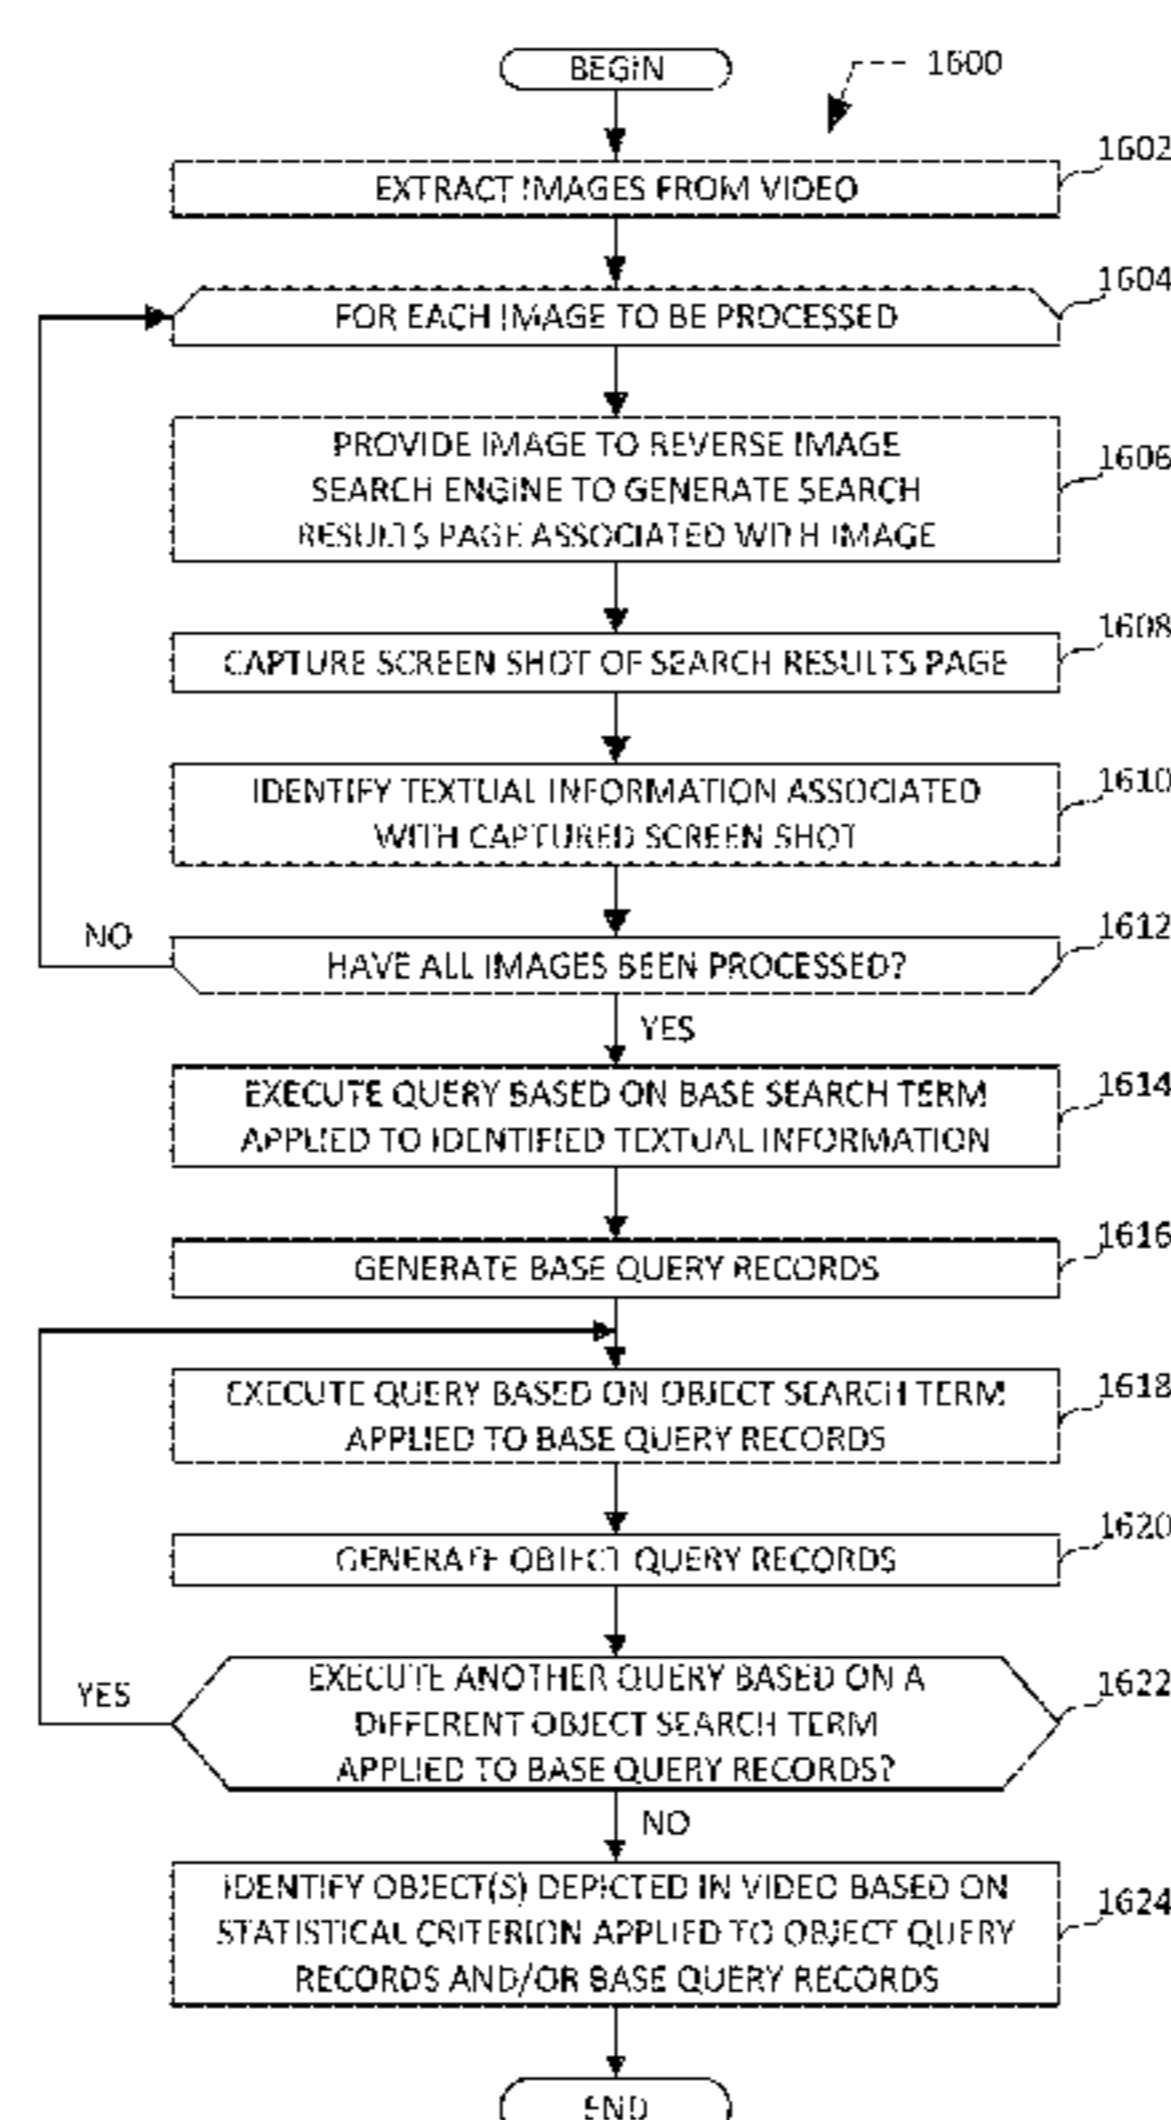 BEGIN
1600
1602
EXTRACT IMAGES FROM VIDEO
1604
FOR EACH IMAGE TO BE PROCESSED
1606
PROVIDE IMAGE TO REVERSE IMAGE
SEARCH ENGINE TO GENERATE SEARCH
RESULTS PAGE ASSOCIATED WITH IMAGE
1608
CAPTURE SCREEN SHOT OF SEARCH RESULTS PAGE
1610
IDENTIFY TEXTUAL INFORMATION ASSOCIATED
WITH CAPTURED SCREEN SHOT
1612
NO
HAVE ALL IMAGES BEEN PROCESSED?
YES
1614
EXECUTE QUERY BASED ON BASE SEARCH TERM
APPLIED TO IDENTIFIED TEXTUAL INFORMATION
1616
GENERATE BASE QUERY RECORDS
1618
EXECUTE QUERY BASED ON OBJECT SEARCH TERM
APPLIED TO BASE QUERY RECORDS
1620
GENERATE OBJECT QUERY RECORDS
1622
YES
EXECUTE ANOTHER QUERY BASED ON A
DIFFERENT OBJECT SEARCH TERM
APPLIED TO BASE QUERY RECORDS?
NO
1624
IDENTIFY OBJECT(S) DEPICTED IN VIDEO BASED ON
STATISTICAL CRITERION APPLIED TO OBJECT QUERY
RECORDS AND/OR BASE QUERY RECORDS
END